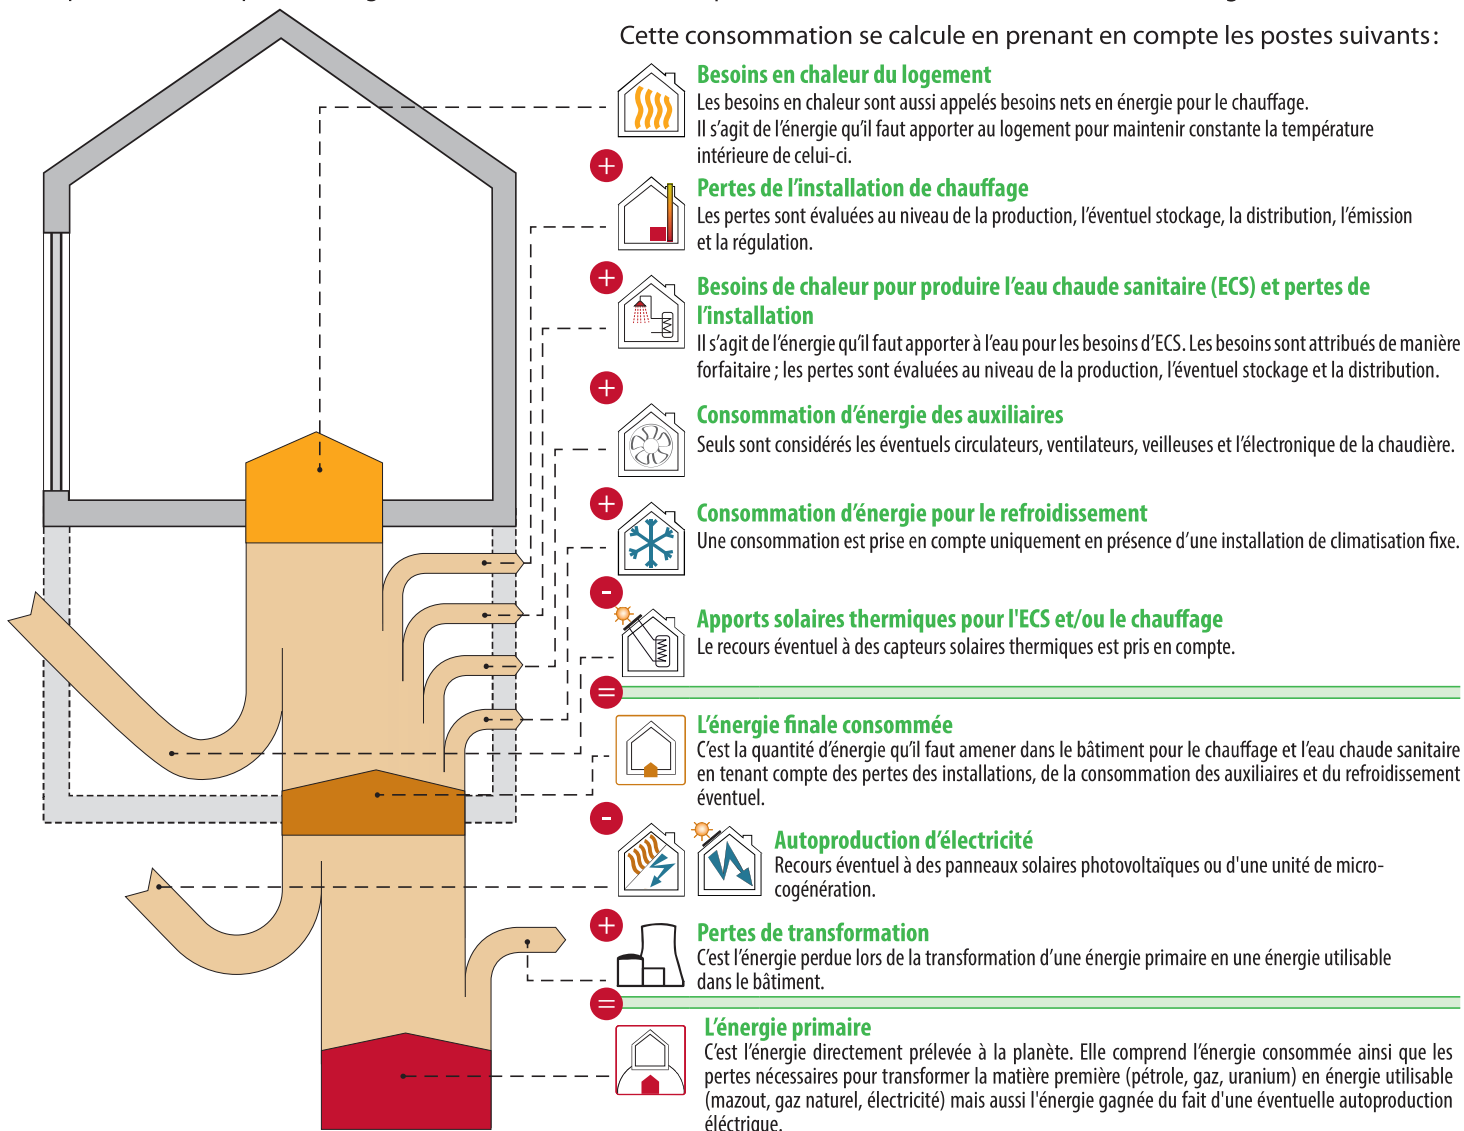 Cette consommation se calcule en prenant en compte les postes suivants :
Besoins en chaleur du logement
Les besoins en chaleur sont aussi appelés besoins nets en énergie pour le chauffage.
Il s’agit de l’énergie qu’il faut apporter au logement pour maintenir constante la température
intérieure de celui-ci.
+
Pertes de l’installation de chauffage
Les pertes sont évaluées au niveau de la production, l’éventuel stockage, la distribution, l’émission
et la régulation.
+
Besoins de chaleur pour produire l’eau chaude sanitaire (ECS) et pertes de
l’installation
Il s’agit de l’énergie qu’il faut apporter à l’eau pour les besoins d’ECS. Les besoins sont attribués de manière
forfaitaire ; les pertes sont évaluées au niveau de la production, l’éventuel stockage et la distribution.
+
Consommation d’énergie des auxiliaires
Seuls sont considérés les éventuels circulateurs, ventilateurs, veilleuses et l’électronique de la chaudière.
+
Consommation d’énergie pour le refroidissement
Une consommation est prise en compte uniquement en présence d’une installation de climatisation fixe.
-
Apports solaires thermiques pour l'ECS et/ou le chauffage
Le recours éventuel à des capteurs solaires thermiques est pris en compte.
=
L’énergie finale consommée
C’est la quantité d’énergie qu’il faut amener dans le bâtiment pour le chauffage et l’eau chaude sanitaire
en tenant compte des pertes des installations, de la consommation des auxiliaires et du refroidissement
éventuel.
-
Autoproduction d’électricité
Recours éventuel à des panneaux solaires photovoltaïques ou d'une unité de micro-
cogénération.
+
Pertes de transformation
C’est l’énergie perdue lors de la transformation d’une énergie primaire en une énergie utilisable
dans le bâtiment.
=
L’énergie primaire
C’est l’énergie directement prélevée à la planète. Elle comprend l’énergie consommée ainsi que les
pertes nécessaires pour transformer la matière première (pétrole, gaz, uranium) en énergie utilisable
(mazout, gaz naturel, électricité) mais aussi l'énergie gagnée du fait d'une éventuelle autoproduction
éléctrique.